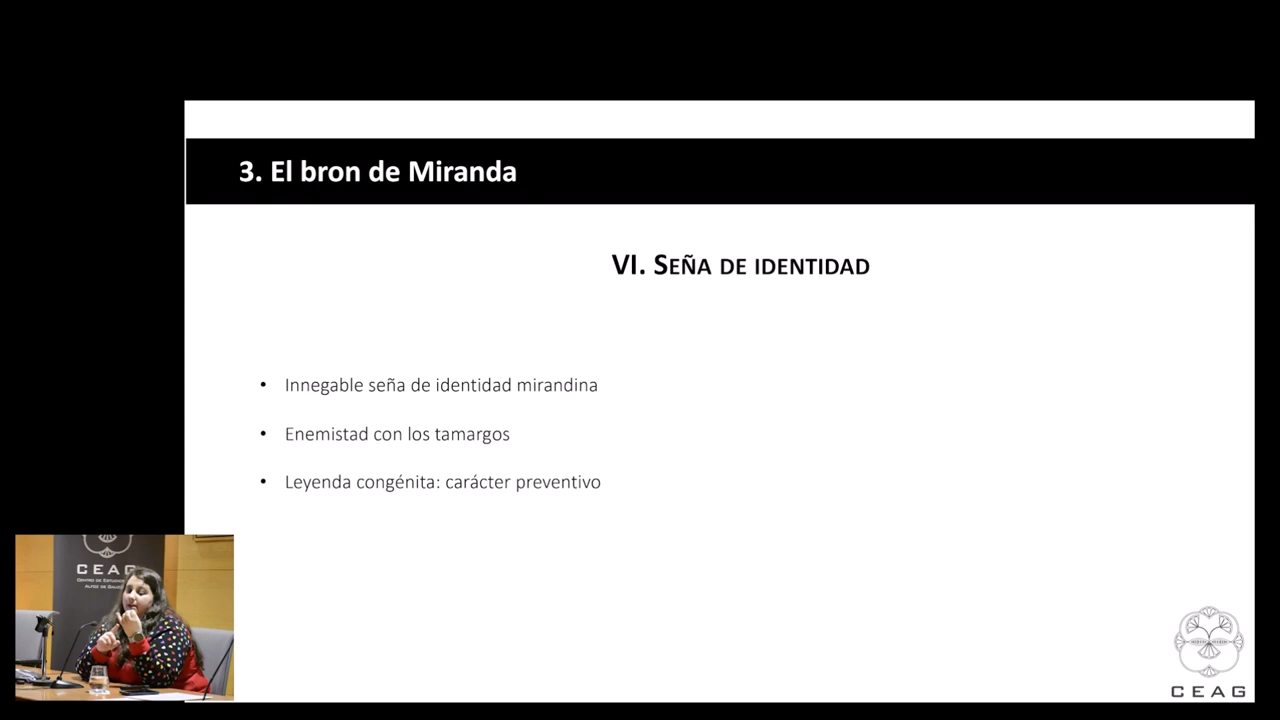 3. El bron de Miranda
VI. SEÑA DE IDENTIDAD
• Innegable seña de identidad mirandina
• Enemistad con los tamargos
• Leyenda congénita: carácter preventivo
CEAG
CEAG